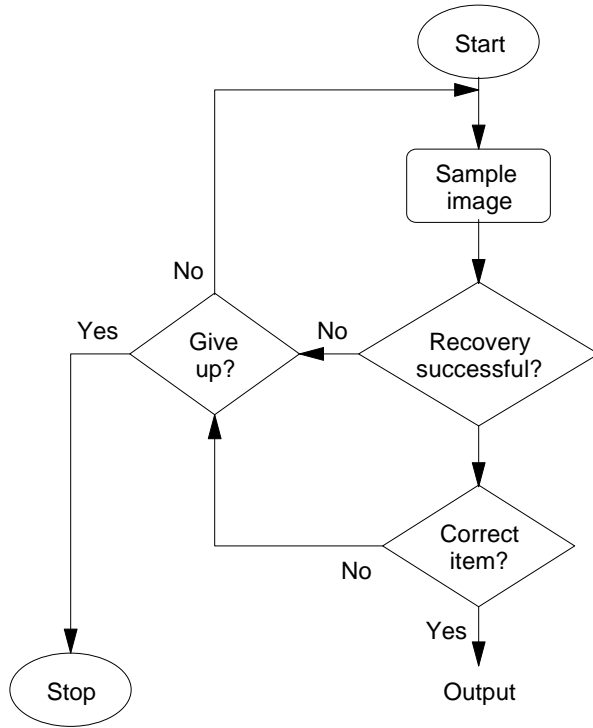 Start
Sample
image
No
Yes
Give
up?
No
Recovery
successful?
Correct
item?
No
Yes
Stop
Output